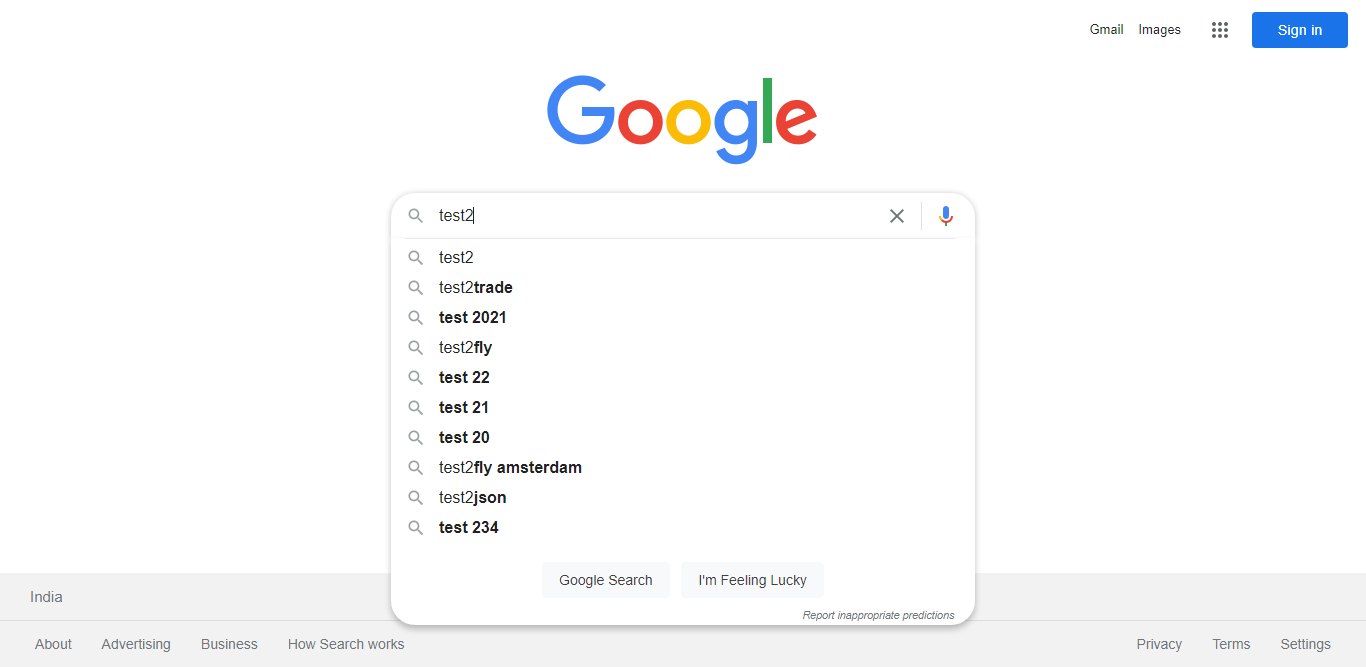 Gmail Images Sign in
Google
test2
test2
test2trade
test 2021
test2fly
test 22
test 21
test 20
test2fly amsterdam
test2json
test 234
Google Search I'm Feeling Lucky
Report inappropriate predictions
India
About Advertising Business How Search works Privacy Terms Settings